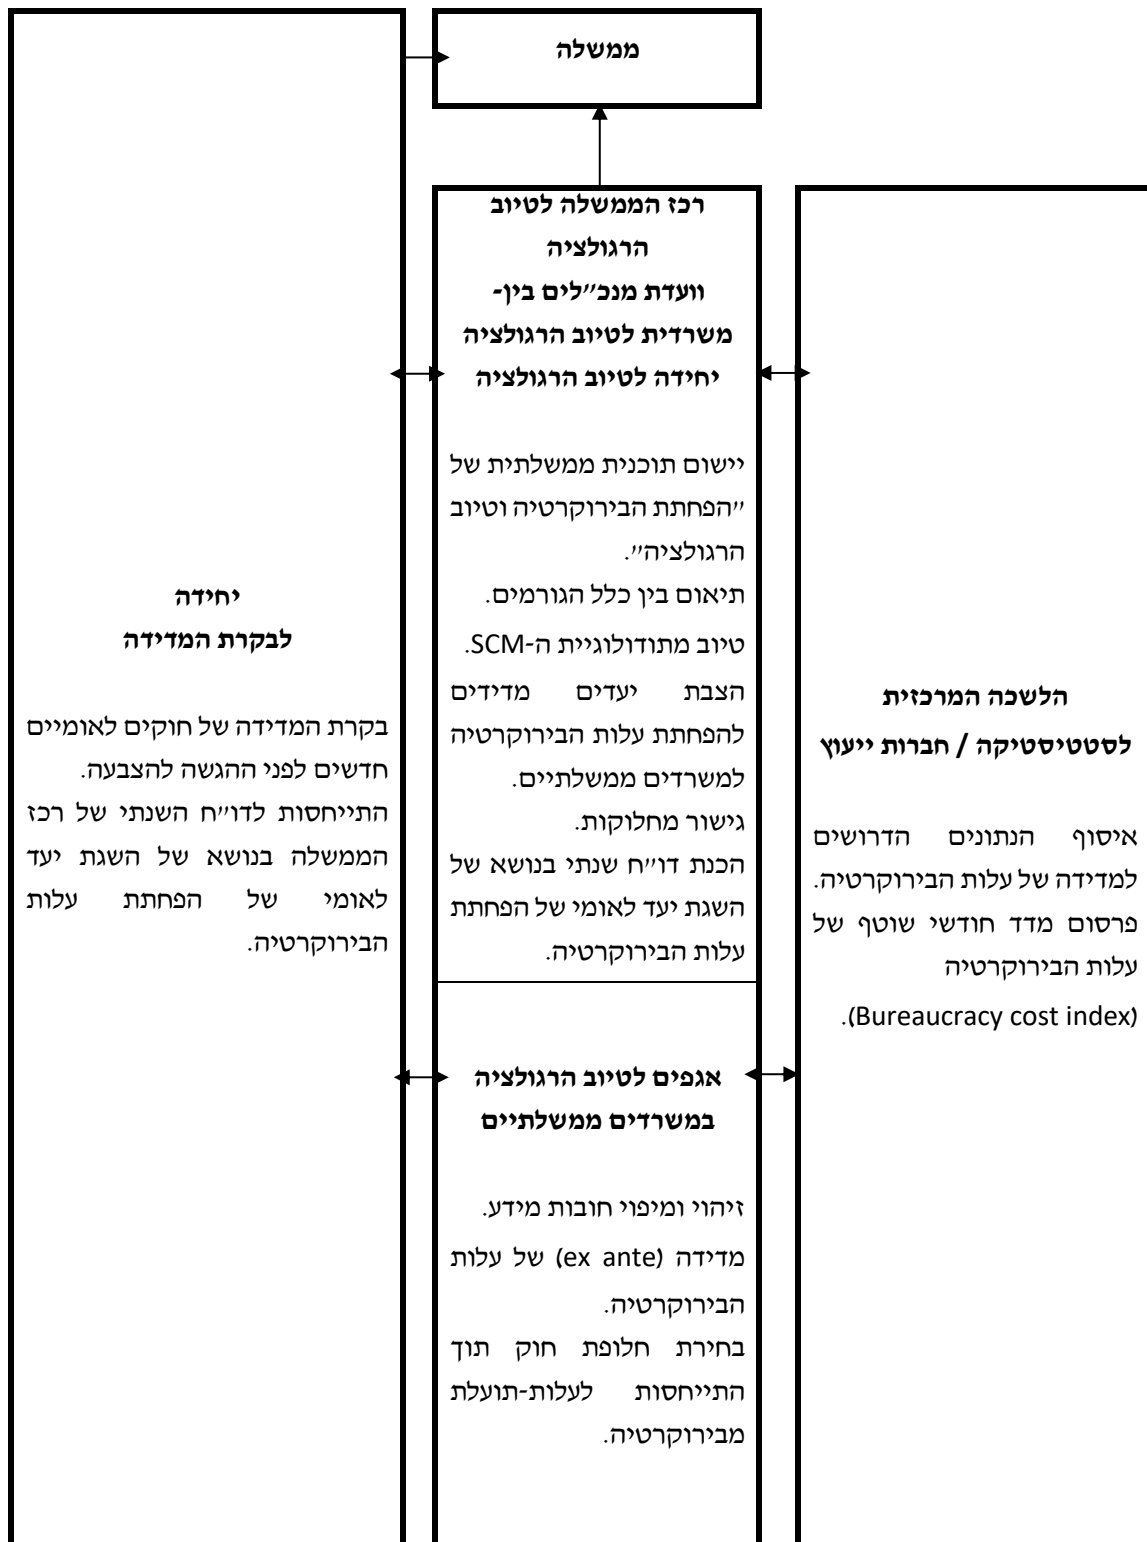 ממשלה
רכז הממשלה לטיוב
הרגולציה
וועדת מנכ״לים בין-
משרדית לטיוב הרגולציה
יחידה לטיוב הרגולציה
יישום תוכנית ממשלתית של
״הפחתת הבירוקרטיה וטיוב
הרגולציה״.
תיאום בין כלל הגורמים.
טיוב מתודולוגיית ה-SCM.
הצבת יעדים מדידים
להפחתת עלות הבירוקרטיה
למשרדים ממשלתיים.
גישור מחלוקות.
הכנת דו״ח שנתי בנושא של
השגת יעד לאומי של הפחתת
עלות הבירוקרטיה.
אגפים לטיוב הרגולציה
במשרדים ממשלתיים
זיהוי ומיפוי חובות מידע.
מדידה (ex ante) של עלות
הבירוקרטיה.
בחירת חלופת חוק תוך
התייחסות לעלות-תועלת
מבירוקרטיה.
הלשכה המרכזית
לסטטיסטיקה / חברות ייעוץ
איסוף הנתונים הדרושים
למדידה של עלות הבירוקרטיה.
פרסום מדד חודשי שוטף של
עלות הבירוקרטיה
(Bureaucracy cost index).
יחידה
לבקרת המדידה
בקרת המדידה של חוקים לאומיים
חדשים לפני ההגשה להצבעה.
התייחסות לדו״ח השנתי של רכז
הממשלה בנושא של השגת יעד
לאומי של הפחתת עלות
הבירוקרטיה.